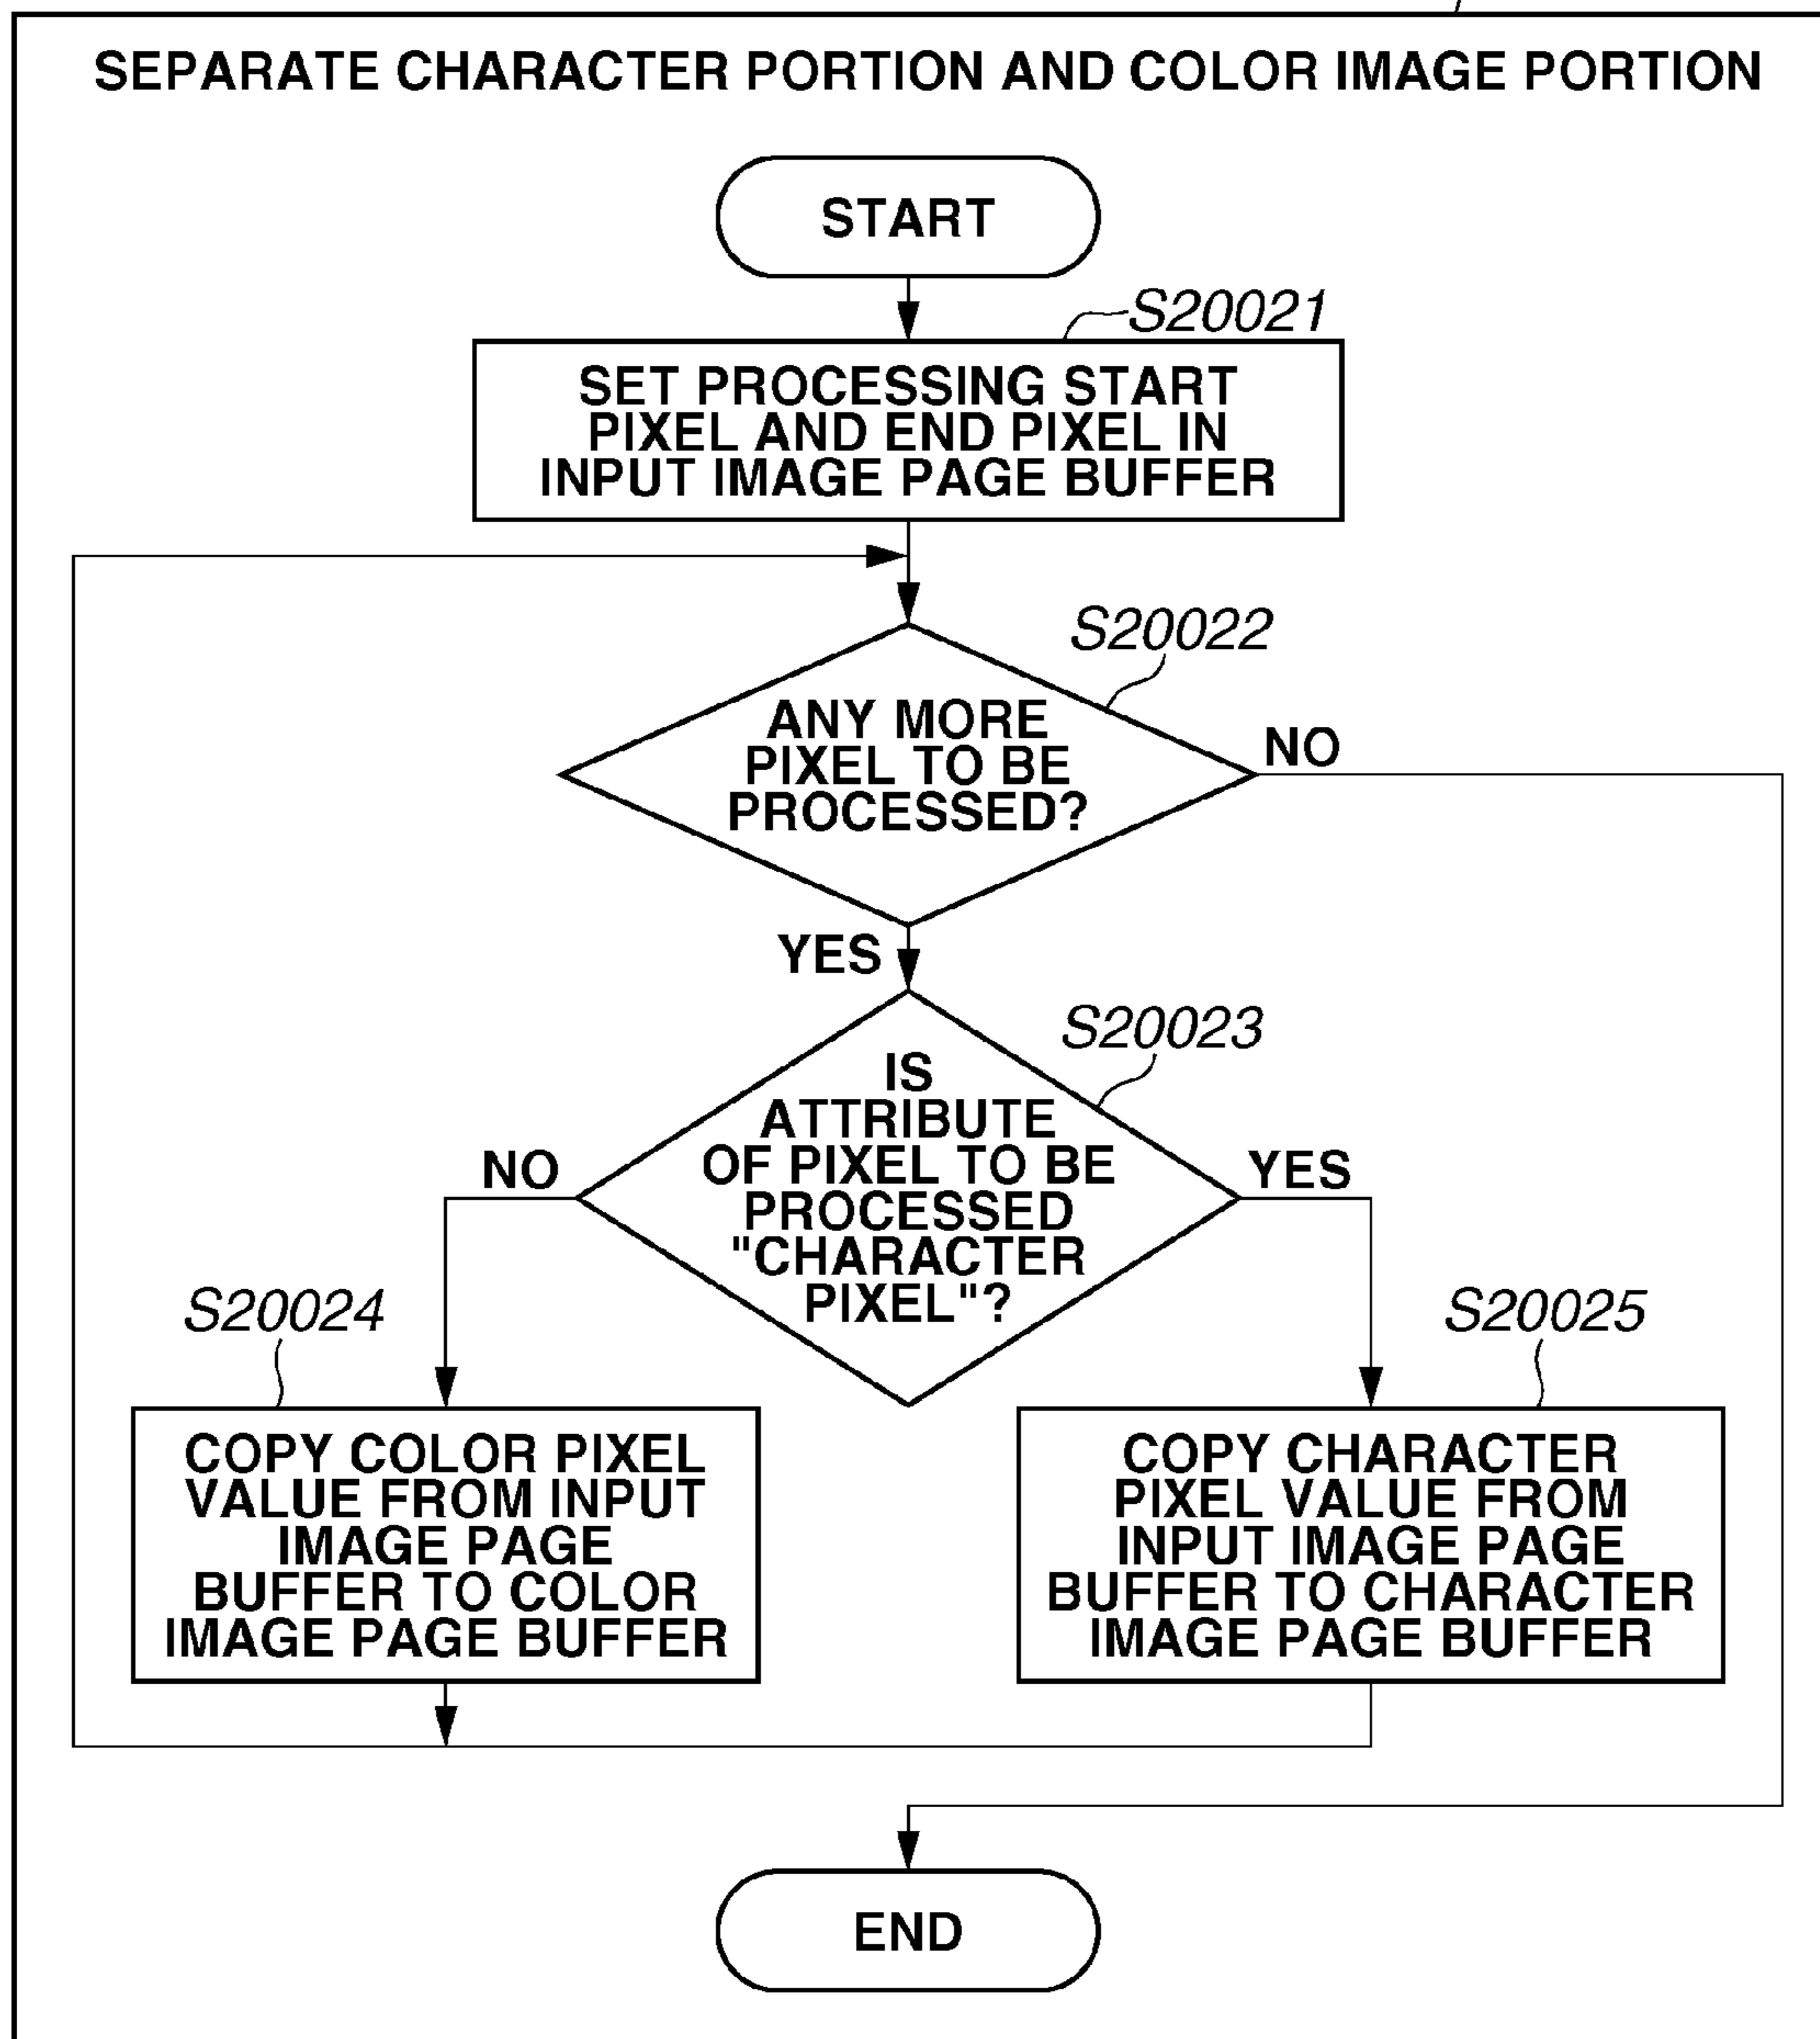 SEPARATE CHARACTER PORTION AND COLOR IMAGE PORTION
START
S20021
SET PROCESSING START
PIXEL AND END PIXEL IN
INPUT IMAGE PAGE BUFFER
S20022
ANY MORE
PIXEL TO BE
PROCESSED?
NO
YES
S20023
IS
ATTRIBUTE
OF PIXEL TO BE
PROCESSED
"CHARACTER
PIXEL"?
NO
YES
S20024
COPY COLOR PIXEL
VALUE FROM INPUT
IMAGE PAGE
BUFFER TO COLOR
IMAGE PAGE BUFFER
S20025
COPY CHARACTER
PIXEL VALUE FROM
INPUT IMAGE PAGE
BUFFER TO CHARACTER
IMAGE PAGE BUFFER
END